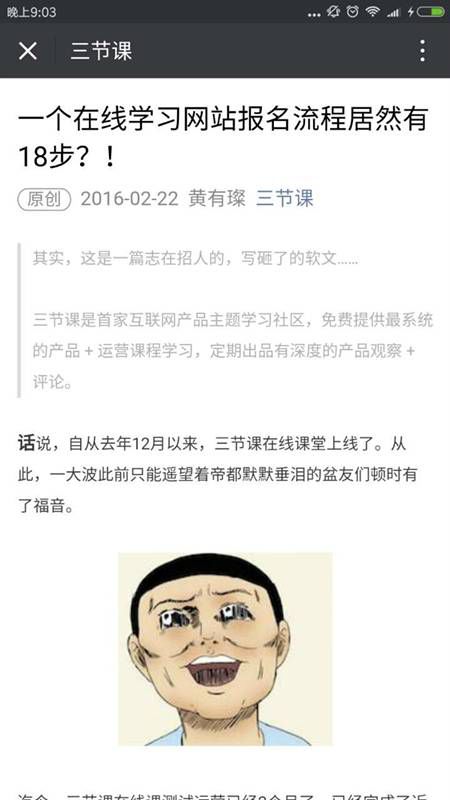 晚上9:03
三节课
一个在线学习网站报名流程居然有
18步？！
原创 2016-02-22 黄有璨 三节课
其实，这是一篇志在招人的，写砸了的软文……
三节课是首家互联网产品主题学习社区，免费提供最系统
的产品 + 运营课程学习，定期出品有深度的产品观察 +
评论。
话说，自从去年12月以来，三节课在线课堂上线了。从
此，一大波此前只能遥望着帝都默默垂泪的盆友们顿时有
了福音。